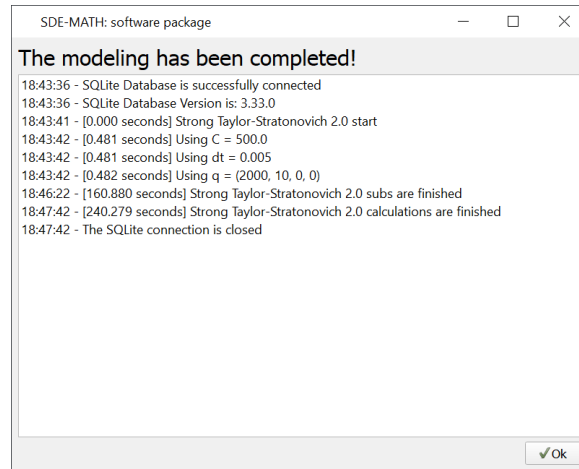 SDE-MATH: software package
The modeling has been completed!
18:43:36 - SQLite Database is successfully connected
18:43:36 - SQLite Database Version is: 3.33.0
18:43:41 - [0.000 seconds] Strong Taylor-Stratonovich 2.0 start
18:43:42 - [0.481 seconds] Using C = 500.0
18:43:42 - [0.481 seconds] Using dt = 0.005
18:43:42 - [0.482 seconds] Using q = (2000, 10, 0, 0)
18:46:22 - [160.880 seconds] Strong Taylor-Stratonovich 2.0 subs are finished
18:47:42 - [240.279 seconds] Strong Taylor-Stratonovich 2.0 calculations are finished
18:47:42 - The SQLite connection is closed
Ok